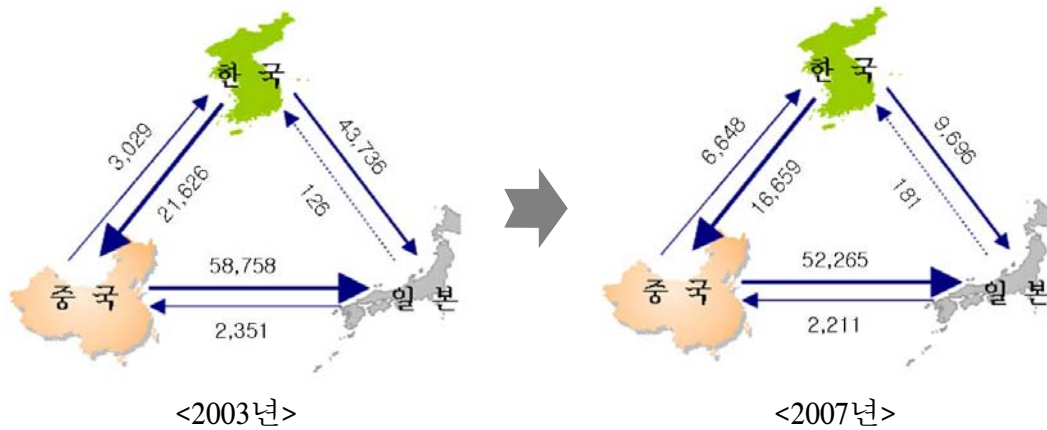 한 국
3,029
21,626
43,736
126
중 국
58,758
2,351
일 본
<2003년>
한 국
6,648
16,659
9,696
181
중 국
52,265
2,211
일 본
<2007년>